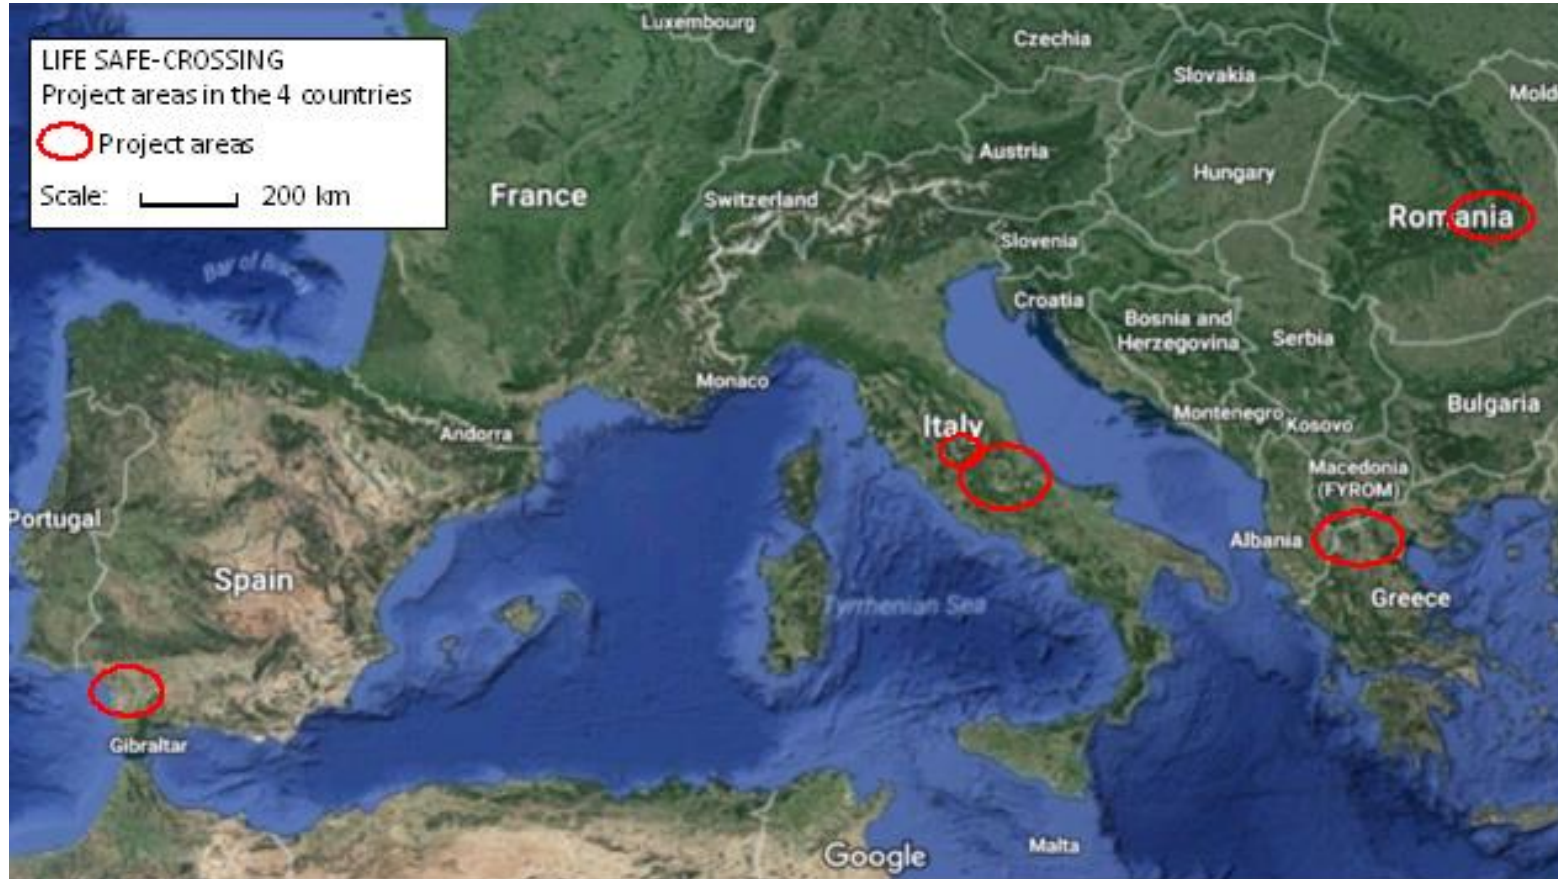 LIFE SAFE-CROSSING
Project areas in the 4 countries
Project areas
Scale: 200 km
Luxembourg
Czechia
Slovakia
Mold
Austria
Hungary
France
Switzerland
Romania
Slovenia
Bay of Biscay
Croatia
Bosnia and
Herzegovina
Serbia
Monaco
Bulgaria
Montenegro
Kosovo
Italy
Andorra
Macedonia
(FYROM)
Portugal
Albania
Spain
Greece
Tyrrhenian Sea
Gibraltar
Malta
Google